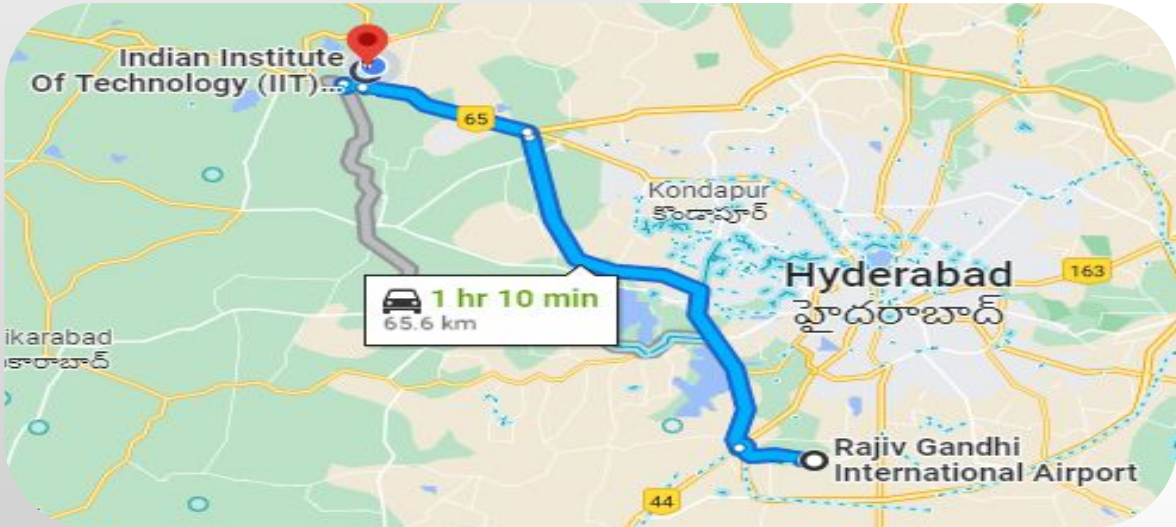 Indian Institute
Of Technology (IIT)...
65
Kondapur
కొండాపూర్
Hyderabad
హైదరాబాద్
163
1 hr 10 min
65.6 km
ikarabad
కారాబాద్
Rajiv Gandhi
International Airport
44